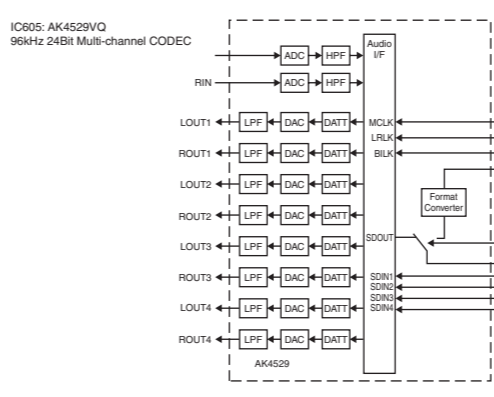 IC605: AK4529VQ
96kHz 24Bit Multi-channel CODEC
ADC HPF Audio I/F
RIN ADC HPF
LOUT1 LPF DAC DATT MCLK
LRLK
ROUT1 LPF DAC DATT BILK
LOUT2 LPF DAC DATT
Format Converter
ROUT2 LPF DAC DATT
LOUT3 LPF DAC DATT SDOUT
ROUT3 LPF DAC DATT SDIN1
SDIN2
SDIN3
LOUT4 LPF DAC DATT SDIN4
ROUT4 LPF DAC DATT
AK4529